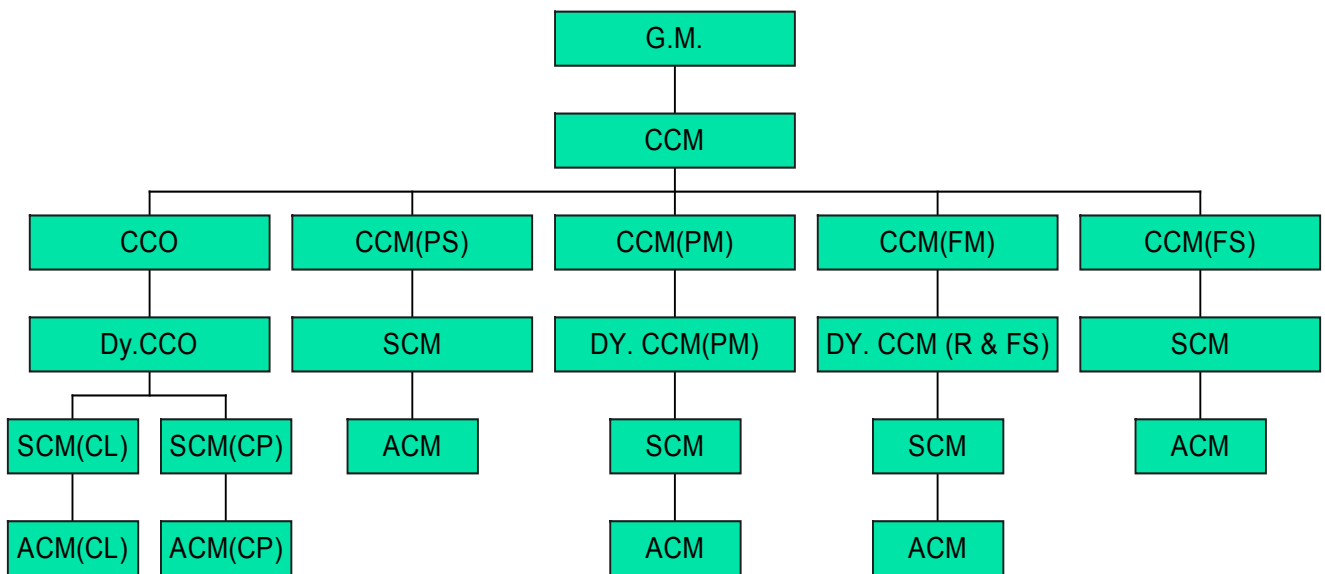 G.M.
CCM
CCO
CCM(PS)
CCM(PM)
CCM(FM)
CCM(FS)
Dy.CCO
SCM
DY. CCM(PM)
DY. CCM (R & FS)
SCM
SCM(CL)
SCM(CP)
ACM
SCM
SCM
ACM
ACM(CL)
ACM(CP)
ACM
ACM